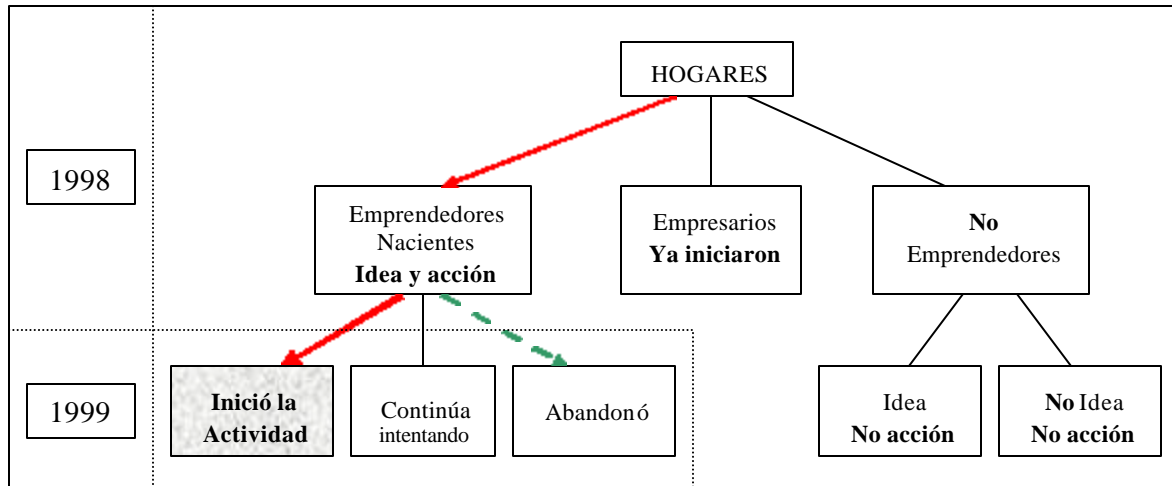 HOGARES
1998
Emprendedores
Nacientes
Idea y acción
Empresarios
Ya iniciaron
No
Emprendedores
1999
Inició la
Actividad
Continúa
intentando
Abandonó
Idea
No acción
No Idea
No acción